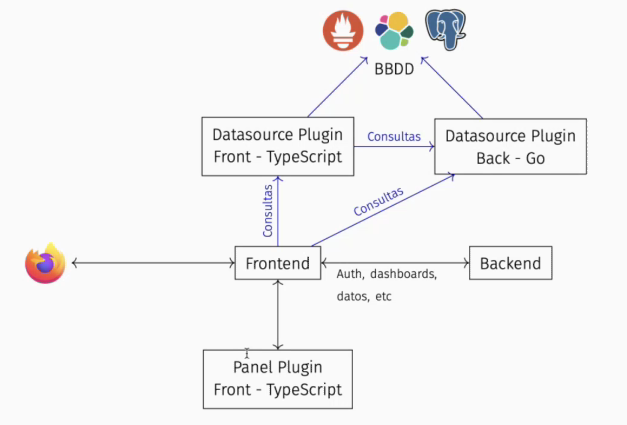 BBDD
Datasource Plugin
Front - TypeScript
Consultas
Datasource Plugin
Back - Go
Consultas
Consultas
Frontend
Auth, dashboards,
datos, etc
Backend
Panel Plugin
Front - TypeScript